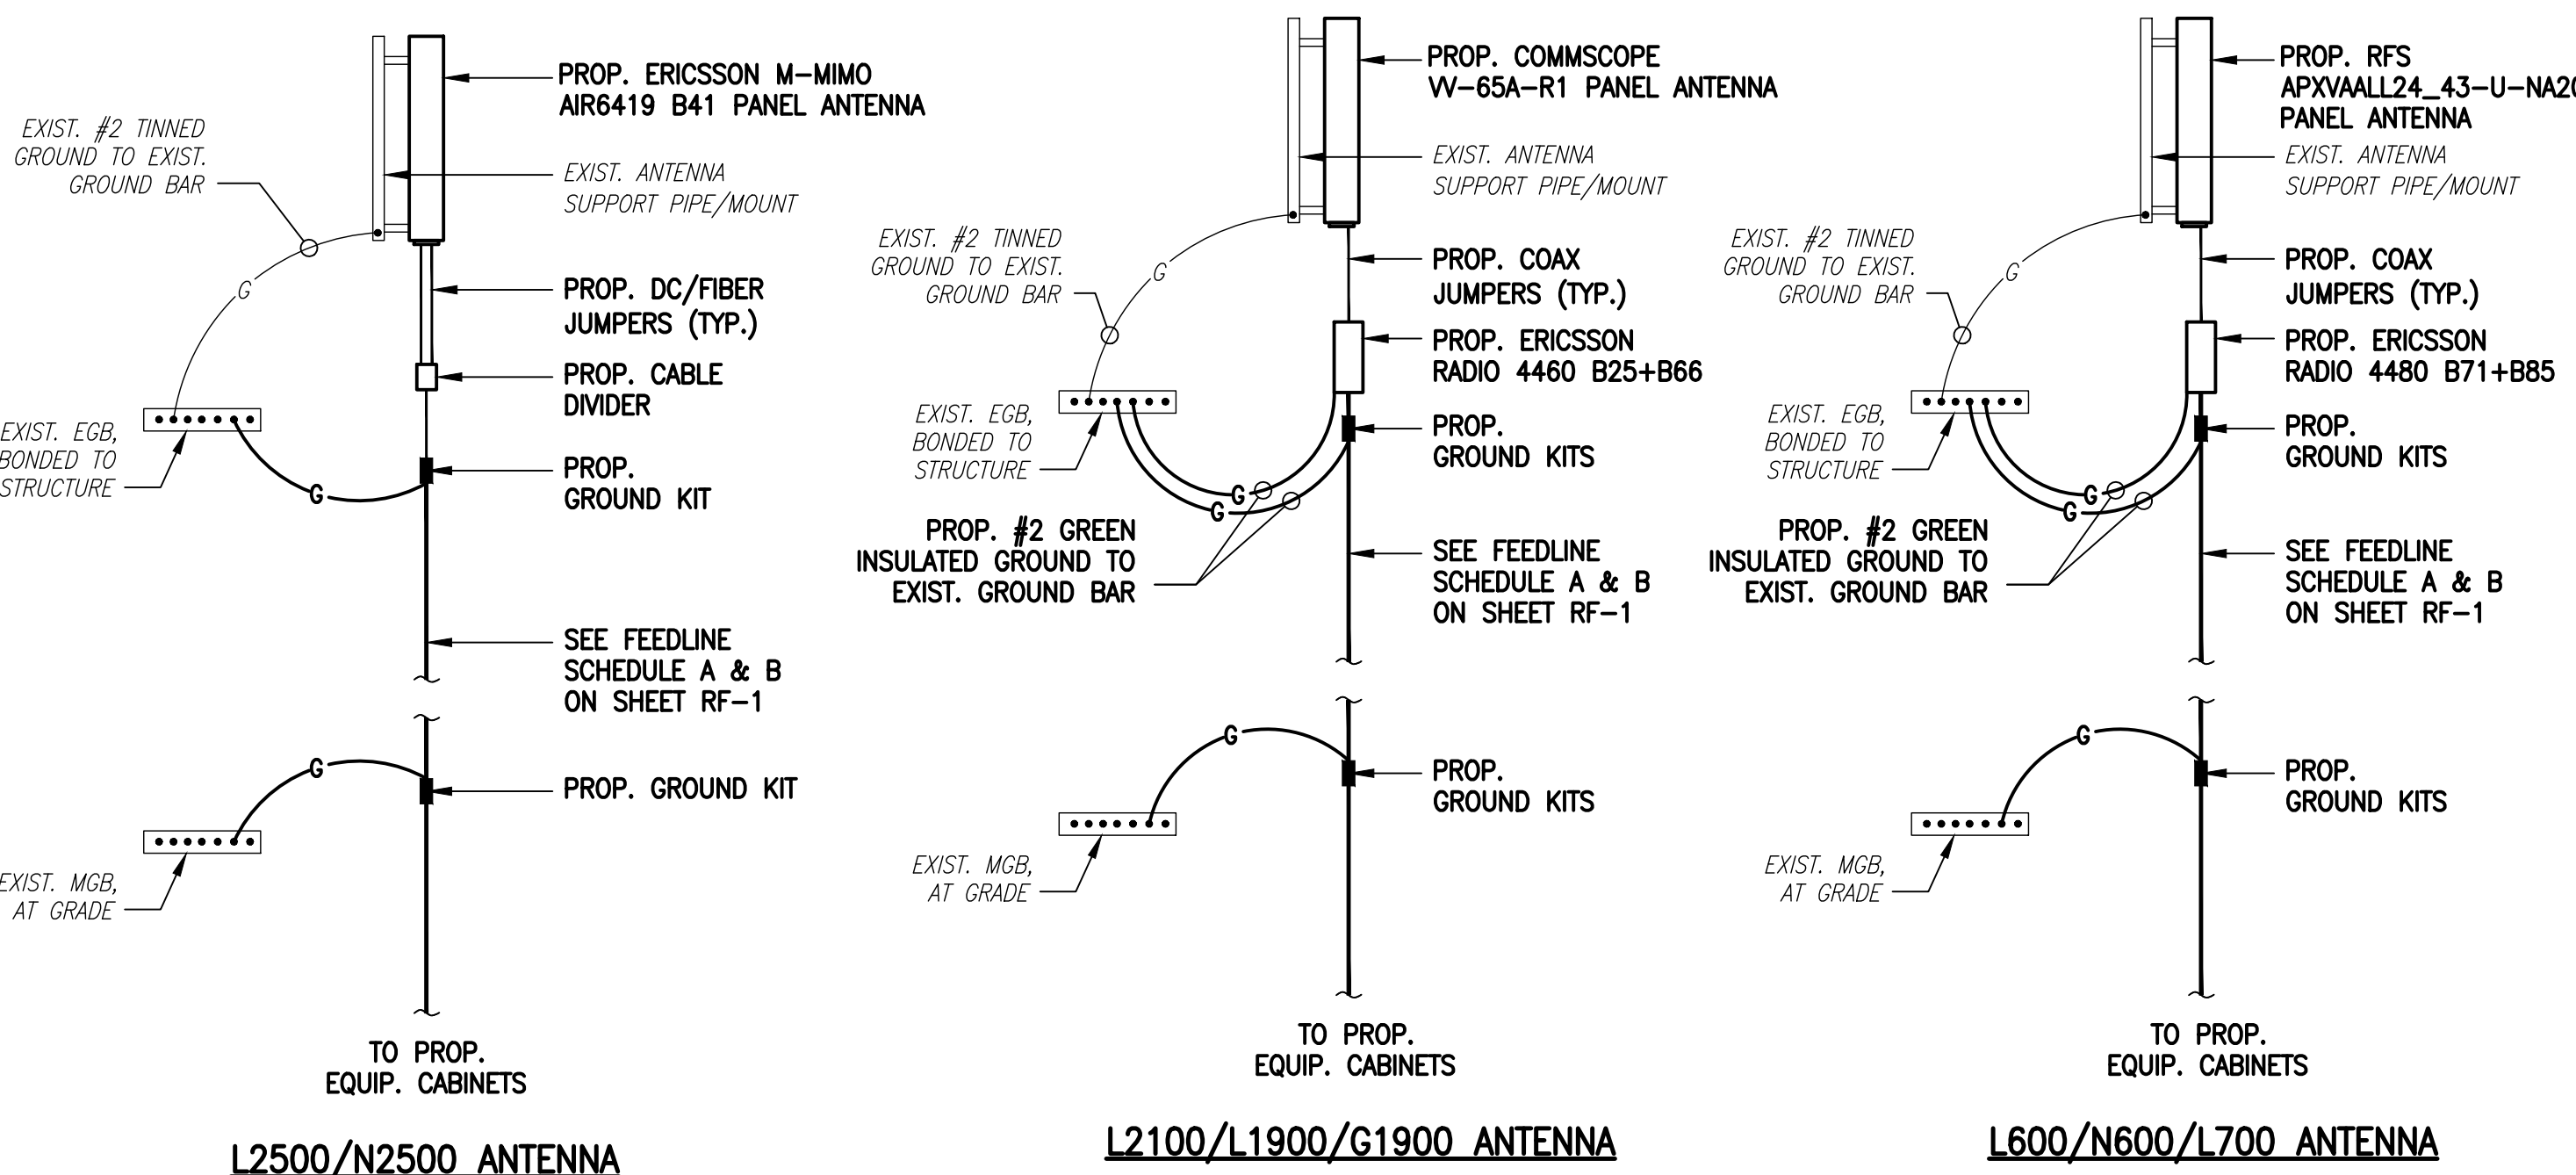 PROP. ERICSSON M-MIMO
AIR6419 B41 PANEL ANTENNA
EXIST. #2 TINNED
GROUND TO EXIST.
GROUND BAR
EXIST. ANTENNA
SUPPORT PIPE/MOUNT
G
PROP. DC/FIBER
JUMPERS (TYP.)
PROP. CABLE
DIVIDER
EXIST. EGB,
BONDED TO
STRUCTURE
PROP.
GROUND KIT
G
SEE FEEDLINE
SCHEDULE A & B
ON SHEET RF-1
G
PROP. GROUND KIT
EXIST. MGB,
AT GRADE
TO PROP.
EQUIP. CABINETS
L2500/N2500 ANTENNA
PROP. COMMSCOPE
VV-65A-R1 PANEL ANTENNA
EXIST. ANTENNA
SUPPORT PIPE/MOUNT
EXIST. #2 TINNED
GROUND TO EXIST.
GROUND BAR
G
PROP. COAX
JUMPERS (TYP.)
PROP. ERICSSON
RADIO 4460 B25+B66
EXIST. EGB,
BONDED TO
STRUCTURE
PROP.
GROUND KITS
G
G
PROP. #2 GREEN
INSULATED GROUND TO
EXIST. GROUND BAR
SEE FEEDLINE
SCHEDULE A & B
ON SHEET RF-1
G
PROP.
GROUND KITS
EXIST. MGB,
AT GRADE
TO PROP.
EQUIP. CABINETS
L2100/L1900/G1900 ANTENNA
PROP. RFS
APXVAALL24_43-U-NA20
PANEL ANTENNA
EXIST. ANTENNA
SUPPORT PIPE/MOUNT
EXIST. #2 TINNED
GROUND TO EXIST.
GROUND BAR
G
PROP. COAX
JUMPERS (TYP.)
PROP. ERICSSON
RADIO 4480 B71+B85
EXIST. EGB,
BONDED TO
STRUCTURE
PROP.
GROUND KITS
G
G
PROP. #2 GREEN
INSULATED GROUND TO
EXIST. GROUND BAR
SEE FEEDLINE
SCHEDULE A & B
ON SHEET RF-1
G
PROP.
GROUND KITS
EXIST. MGB,
AT GRADE
TO PROP.
EQUIP. CABINETS
L600/N600/L700 ANTENNA